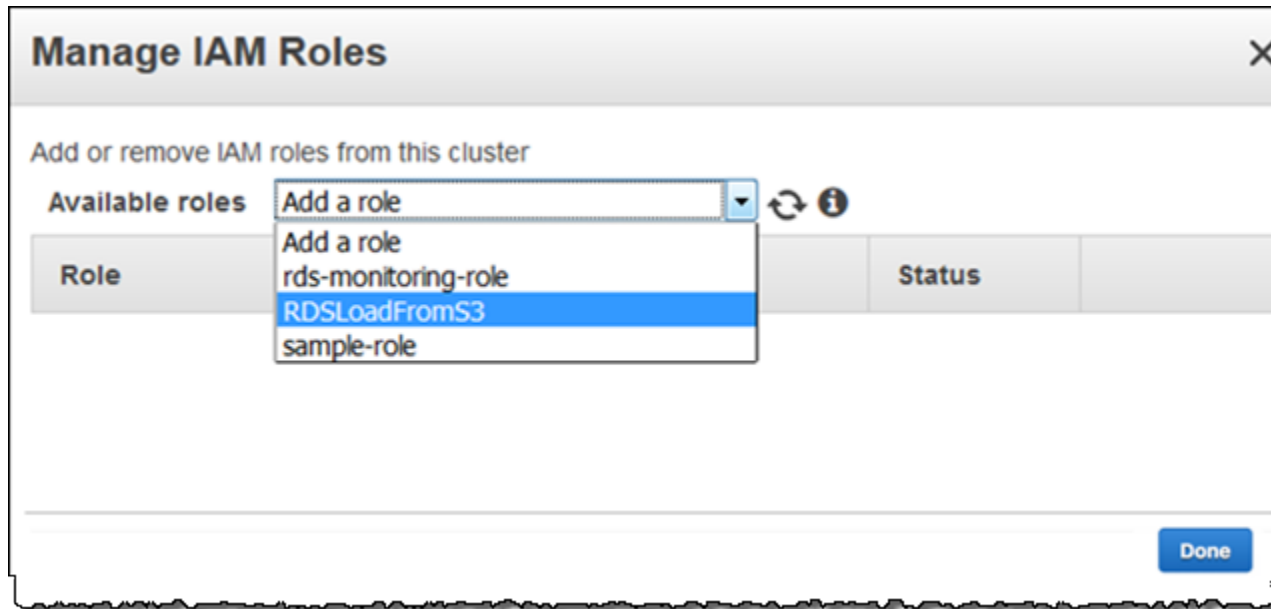 Manage IAM Roles
Add or remove IAM roles from this cluster
Available roles Add a role
Add a role
rds-monitoring-role
RDSLoadFromS3
sample-role
Role Status
Done